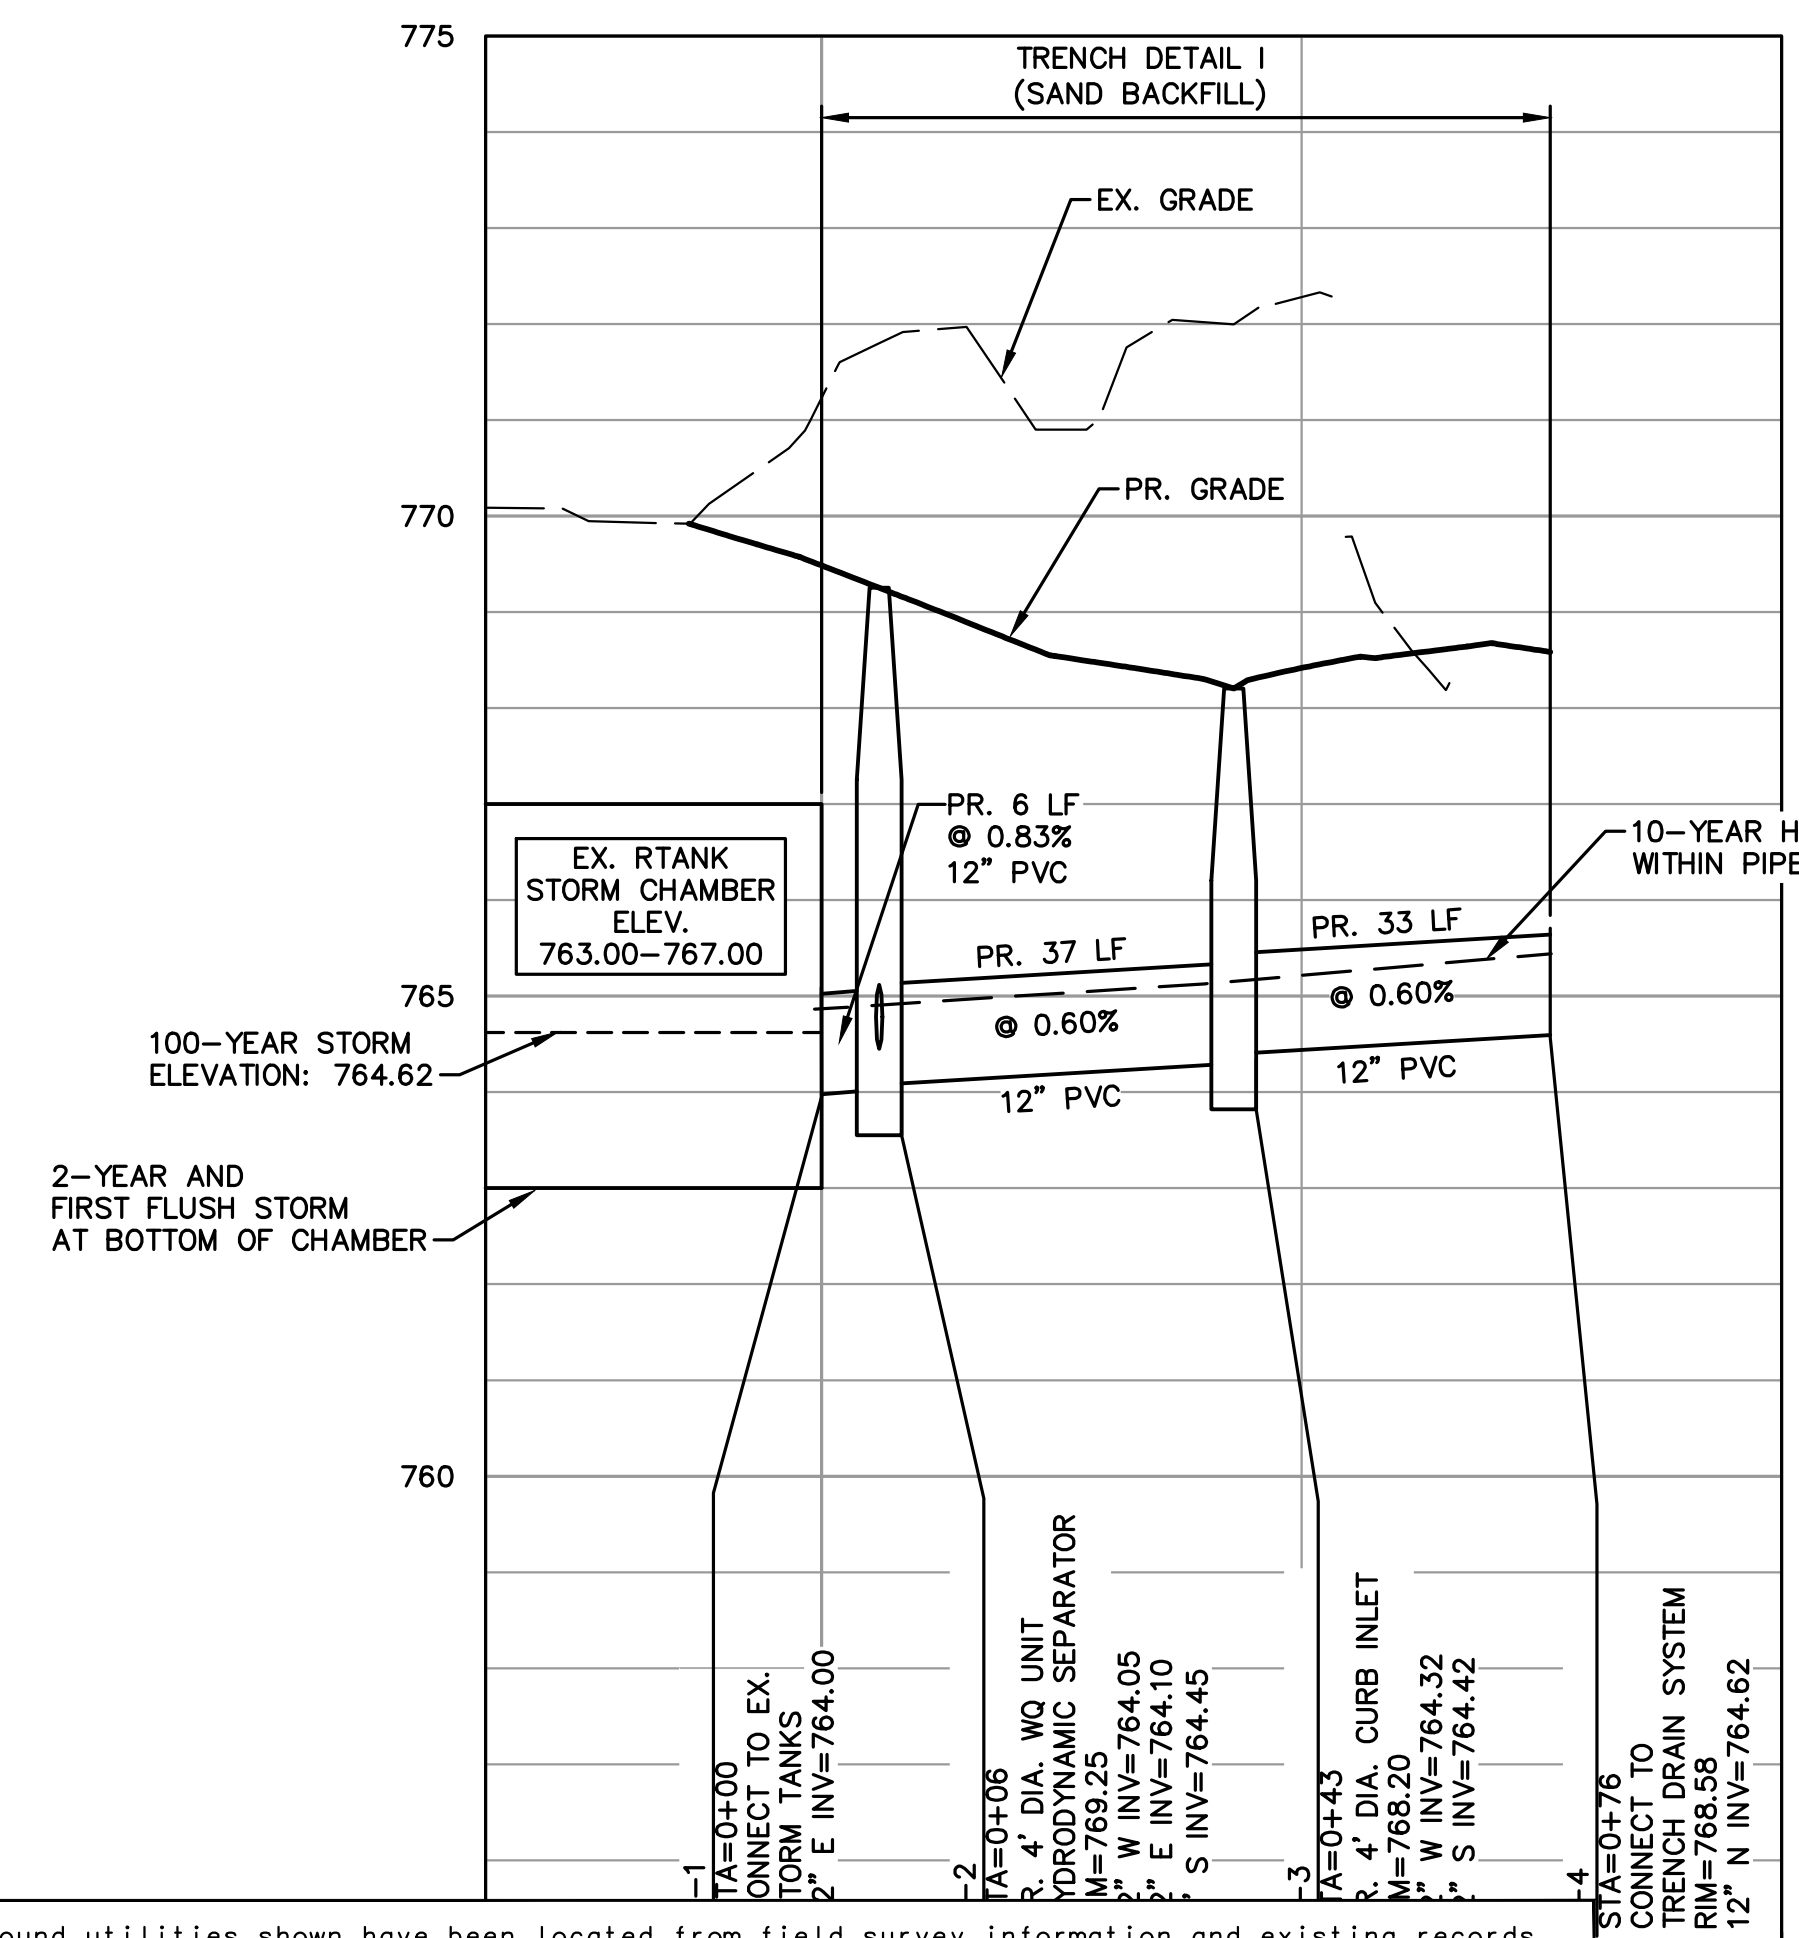 775
TRENCH DETAIL I
(SAND BACKFILL)
EX. GRADE
770
PR. GRADE
PR. 6 LF
@ 0.83%
12” PVC
EX. RTANK
STORM CHAMBER
ELEV.
763.00–767.00
10–YEAR H
WITHIN PIPE
PR. 37 LF
@ 0.60%
12” PVC
PR. 33 LF
@ 0.60%
12” PVC
765
100–YEAR STORM
ELEVATION: 764.62
2–YEAR AND
FIRST FLUSH STORM
AT BOTTOM OF CHAMBER
760
–1
TA=0+00
ONNECT TO EX.
TORM TANKS
2” E INV=764.00
–2
TA=0+06
R. 4' DIA. WQ UNIT
YDRODYNAMIC SEPARATOR
M=769.25
2” W INV=764.05
2” E INV=764.10
” S INV=764.45
–3
TA=0+43
R. 4' DIA. CURB INLET
M=768.20
2” W INV=764.32
2” S INV=764.42
–4
STA=0+76
CONNECT TO
TRENCH DRAIN SYSTEM
RIM=768.58
12” N INV=764.62
ound utilities shown have been located from field survey information and existing records.